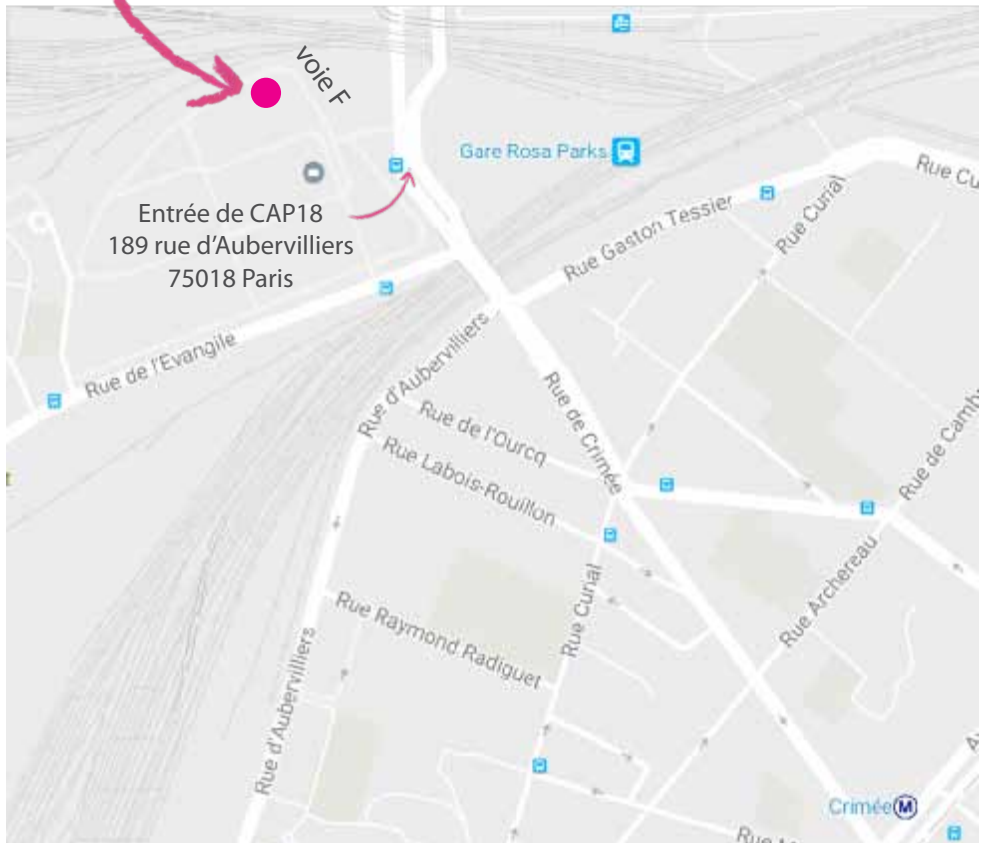 voie F
Gare Rosa Parks
Entrée de CAP18
189 rue d'Aubervilliers
75018 Paris
Rue Cu
Rue Curial
Rue Gaston Tessier
Rue de l'Evangile
Rue d'Aubervilliers
Rue de Crimée
Rue de l'Ourcq
Rue Labois-Rouillon
Rue de Camb
Rue Archereau
Rue Curial
Rue Raymond Radiguet
Rue d'Aubervilliers
Crimée M
Rue